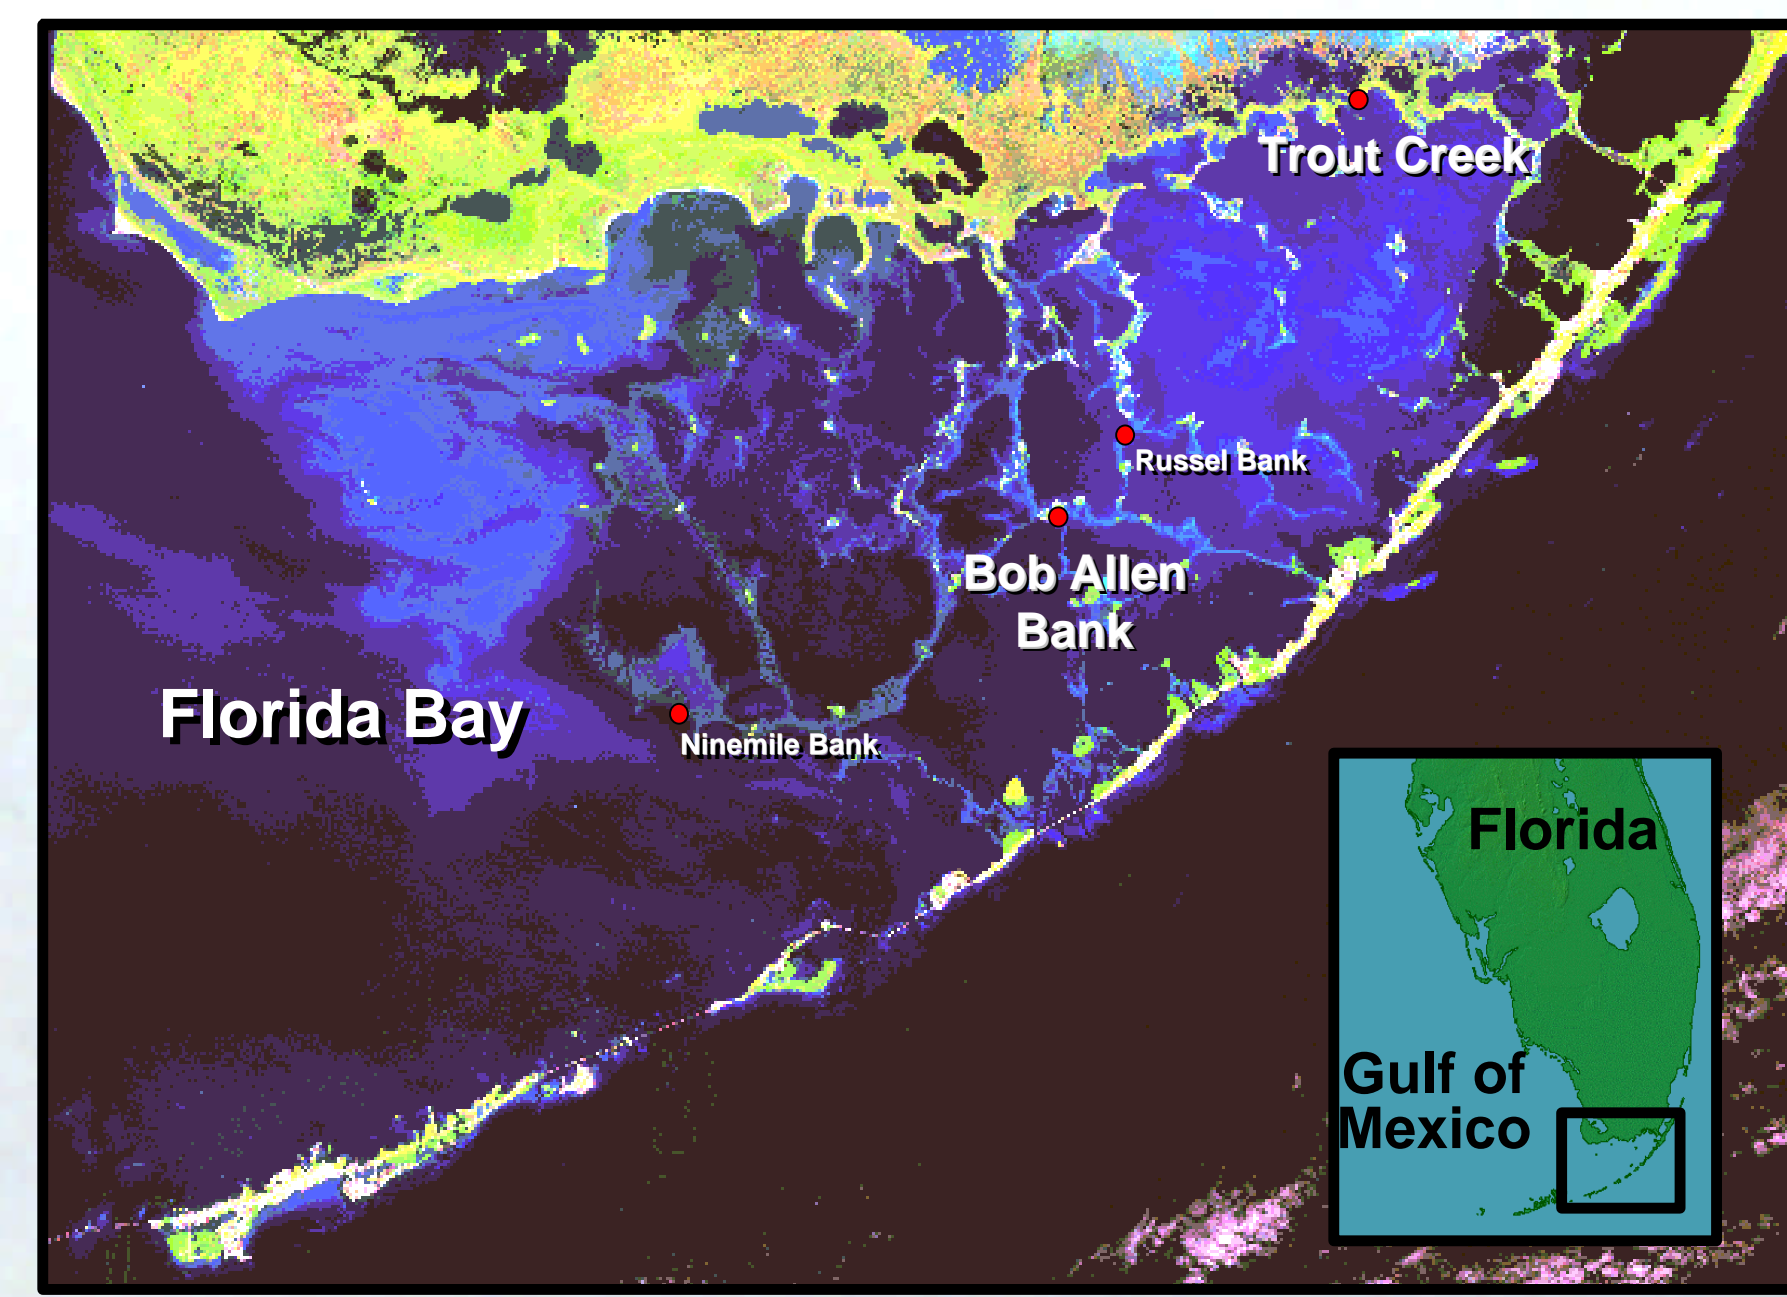 Trout Creek
Russel Bank
Bob Allen
Bank
Florida Bay
Ninemile Bank
Florida
Gulf of
Mexico